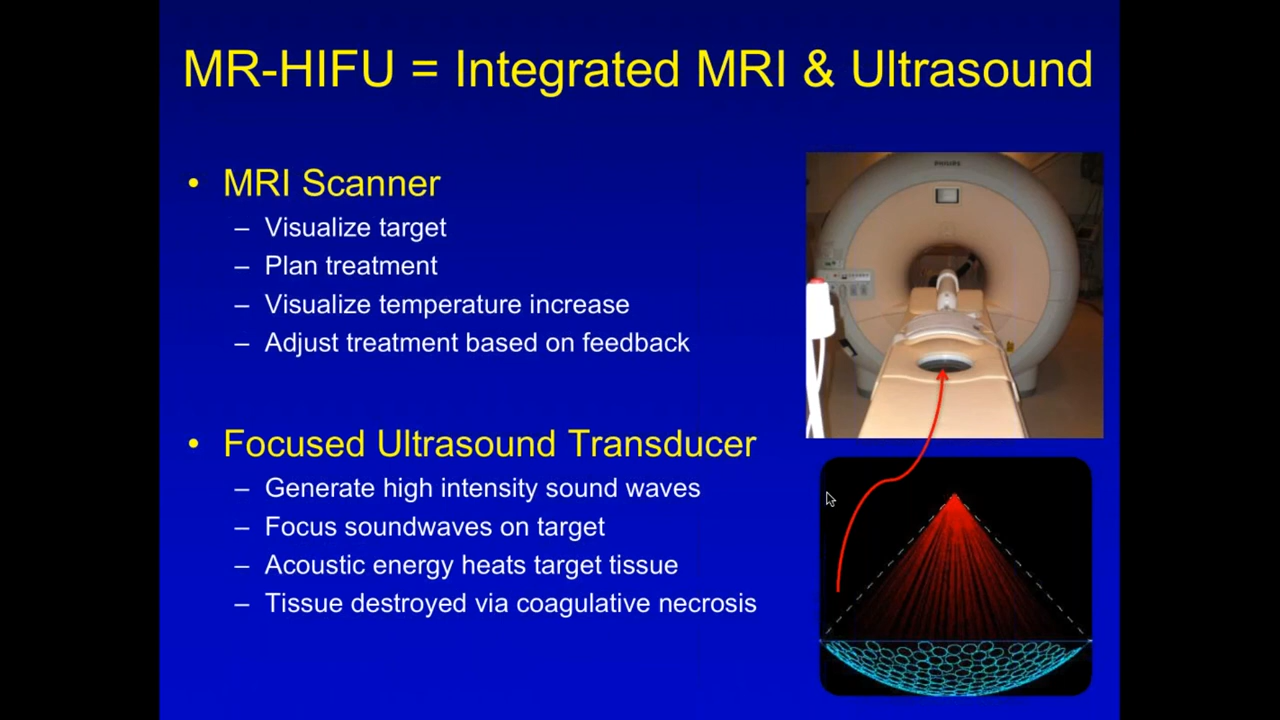 MR-HIFU = Integrated MRI & Ultrasound
• MRI Scanner
– Visualize target
– Plan treatment
– Visualize temperature increase
– Adjust treatment based on feedback
PHILIPS
• Focused Ultrasound Transducer
– Generate high intensity sound waves
– Focus soundwaves on target
– Acoustic energy heats target tissue
– Tissue destroyed via coagulative necrosis